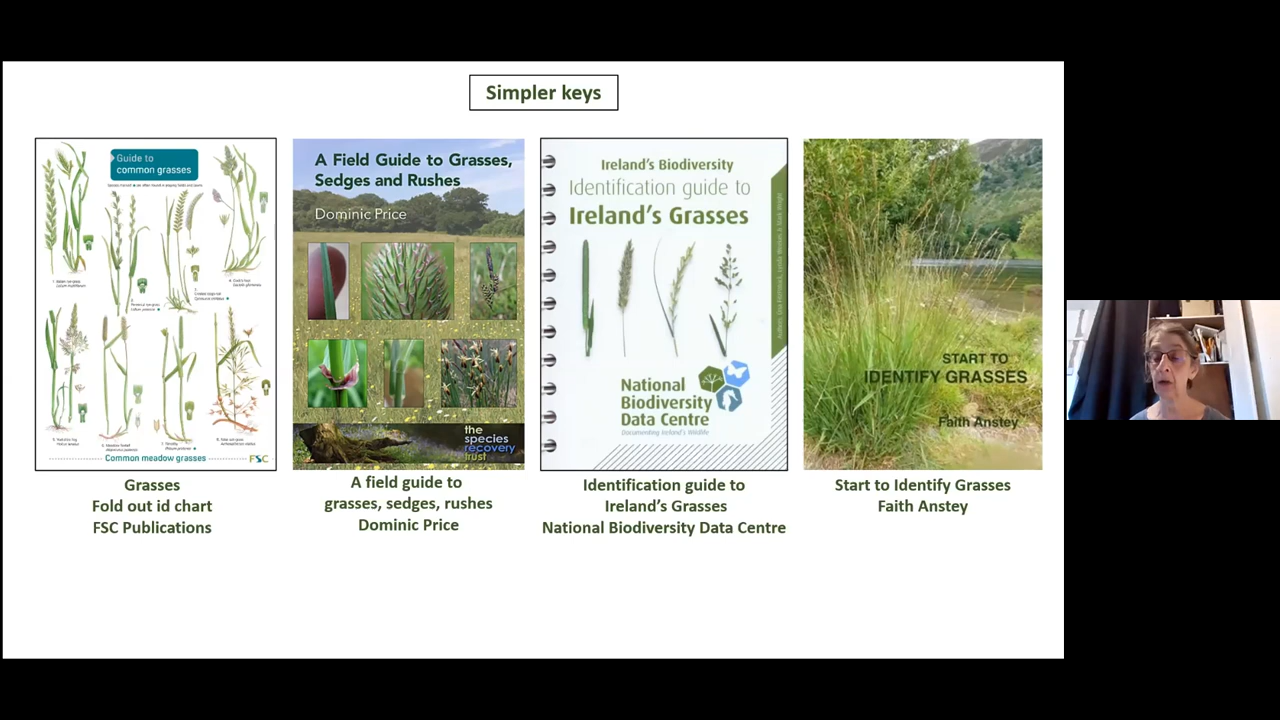 Simpler keys
Guide to
common grasses
Common meadow grasses
FSC
A Field Guide to Grasses,
Sedges and Rushes
Dominic Price
the
species
recovery
trust
Ireland's Biodiversity
Identification guide to
Ireland's Grasses
National
Biodiversity
Data Centre
Documenting Ireland's Wildlife
START TO
IDENTIFY GRASSES
Faith Anstey
Grasses
Fold out id chart
FSC Publications
A field guide to
grasses, sedges, rushes
Dominic Price
Identification guide to
Ireland's Grasses
National Biodiversity Data Centre
Start to Identify Grasses
Faith Anstey